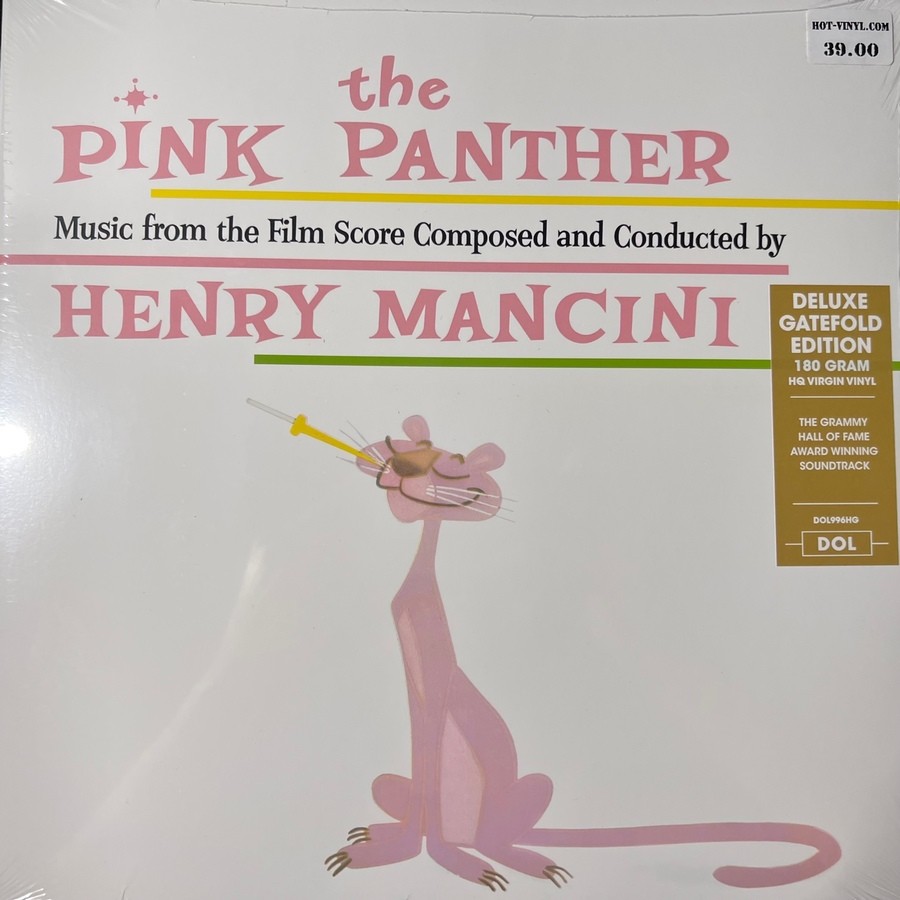 HOT-VINYL.COM
39.00
the
PiNK PANTHER
Music from the Film Score Composed and Conducted by
HENRY MANCINI
DELUXE
GATEFOLD
EDITION
180 GRAM
HQ VIRGIN VINYL
THE GRAMMY
HALL OF FAME
AWARD WINNING
SOUNDTRACK
DOL996HG
DOL